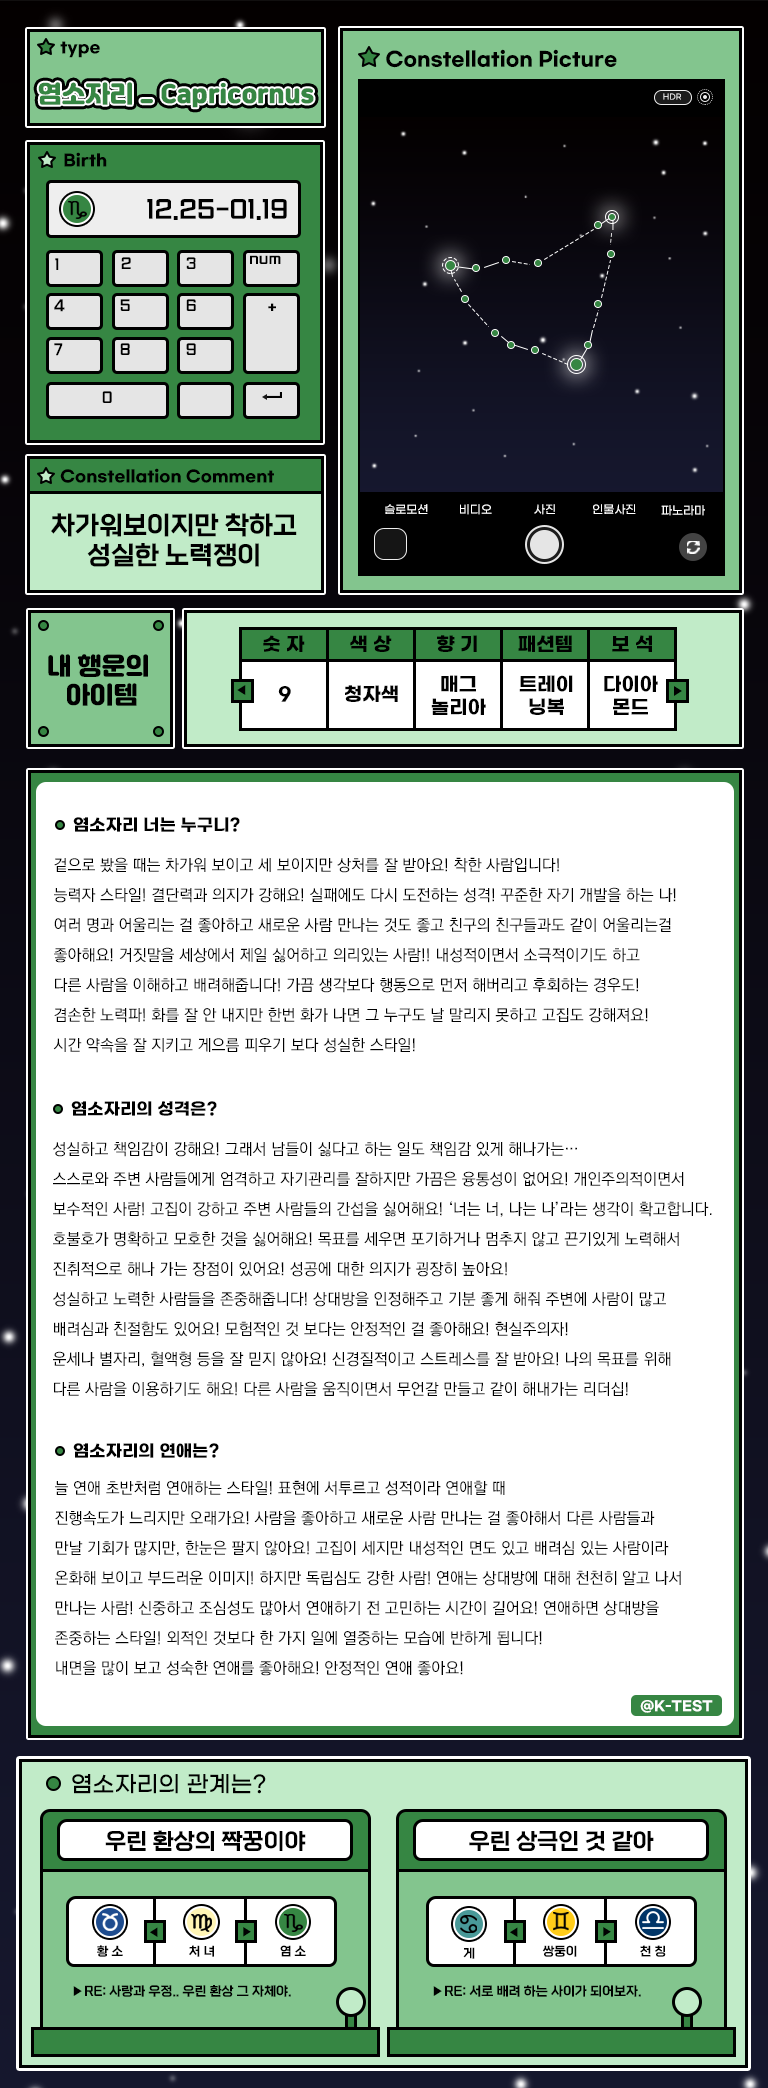 type
염소자리 - Capricornus
Birth
12.25-01.19
1
2
3
num
4
5
6
+
7
8
9
0
Constellation Comment
차가워보이지만 착하고
성실한 노력쟁이
Constellation Picture
HDR
슬로모션 비디오 사진 인물사진 파노라마
내 행운의
아이템
숫 자 색 상 향 기 패션템 보 석
9
청자색
매그
놀리아
트레이
닝복
다이아
몬드
염소자리 너는 누구니?
겉으로 봤을 때는 차가워 보이고 세 보이지만 상처를 잘 받아요! 착한 사람입니다!
능력자 스타일! 결단력과 의지가 강해요! 실패에도 다시 도전하는 성격! 꾸준한 자기 개발을 하는 나!
여러 명과 어울리는 걸 좋아하고 새로운 사람 만나는 것도 좋고 친구의 친구들과도 같이 어울리는걸
좋아해요! 거짓말을 세상에서 제일 싫어하고 의리있는 사람!! 내성적이면서 소극적이기도 하고
다른 사람을 이해하고 배려해줍니다! 가끔 생각보다 행동으로 먼저 해버리고 후회하는 경우도!
겸손한 노력파! 화를 잘 안 내지만 한번 화가 나면 그 누구도 날 말리지 못하고 고집도 강해져요!
시간 약속을 잘 지키고 게으름 피우기 보다 성실한 스타일!
염소자리의 성격은?
성실하고 책임감이 강해요! 그래서 남들이 싫다고 하는 일도 책임감 있게 해나가는…
스스로와 주변 사람들에게 엄격하고 자기관리를 잘하지만 가끔은 융통성이 없어요! 개인주의적이면서
보수적인 사람! 고집이 강하고 주변 사람들의 간섭을 싫어해요! ‘너는 너, 나는 나’라는 생각이 확고합니다.
호불호가 명확하고 모호한 것을 싫어해요! 목표를 세우면 포기하거나 멈추지 않고 끈기있게 노력해서
진취적으로 해나 가는 장점이 있어요! 성공에 대한 의지가 굉장히 높아요!
성실하고 노력한 사람들을 존중해줍니다! 상대방을 인정해주고 기분 좋게 해줘 주변에 사람이 많고
배려심과 친절함도 있어요! 모험적인 것 보다는 안정적인 걸 좋아해요! 현실주의자!
운세나 별자리, 혈액형 등을 잘 믿지 않아요! 신경질적이고 스트레스를 잘 받아요! 나의 목표를 위해
다른 사람을 이용하기도 해요! 다른 사람을 움직이면서 무언갈 만들고 같이 해내가는 리더십!
염소자리의 연애는?
늘 연애 초반처럼 연애하는 스타일! 표현에 서투르고 성적이라 연애할 때
진행속도가 느리지만 오래가요! 사람을 좋아하고 새로운 사람 만나는 걸 좋아해서 다른 사람들과
만날 기회가 많지만, 한눈은 팔지 않아요! 고집이 세지만 내성적인 면도 있고 배려심 있는 사람이라
온화해 보이고 부드러운 이미지! 하지만 독립심도 강한 사람! 연애는 상대방에 대해 천천히 알고 나서
만나는 사람! 신중하고 조심성도 많아서 연애하기 전 고민하는 시간이 길어요! 연애하면 상대방을
존중하는 스타일! 외적인 것보다 한 가지 일에 열중하는 모습에 반하게 됩니다!
내면을 많이 보고 성숙한 연애를 좋아해요! 안정적인 연애 좋아요!
@K-TEST
염소자리의 관계는?
우린 환상의 짝꿍이야
황 소 처 녀 염 소
▶RE: 사랑과 우정.. 우린 환상 그 자체야.
우린 상극인 것 같아
게 쌍둥이 천 칭
▶RE: 서로 배려 하는 사이가 되어보자.